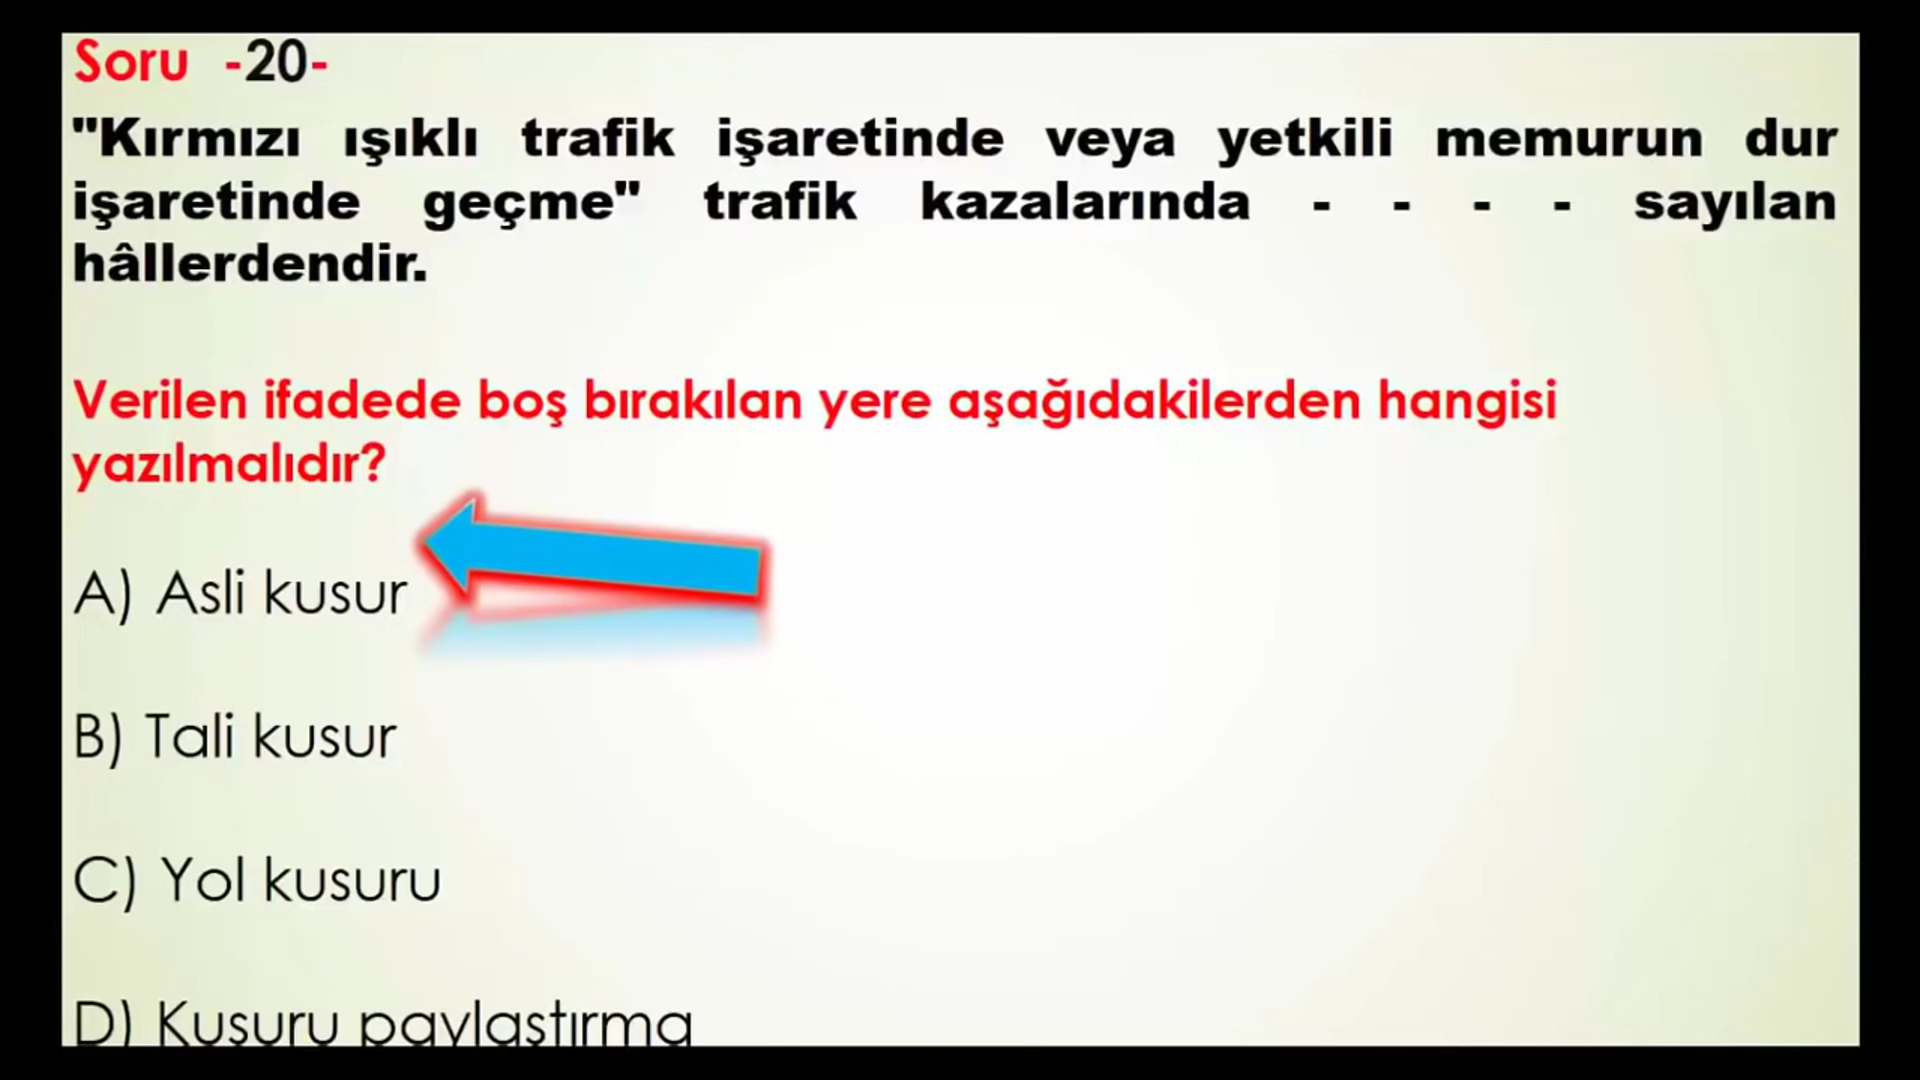 Soru -20-
"Kırmızı ışıklı trafik işaretinde veya yetkili memurun dur
işaretinde geçme" trafik kazalarında - - - - sayılan
hâllerdendir.
Verilen ifadede boş bırakılan yere aşağıdakilerden hangisi
yazılmalıdır?
A) Asli kusur
B) Tali kusur
C) Yol kusuru
D) Kusuru paylaştırma